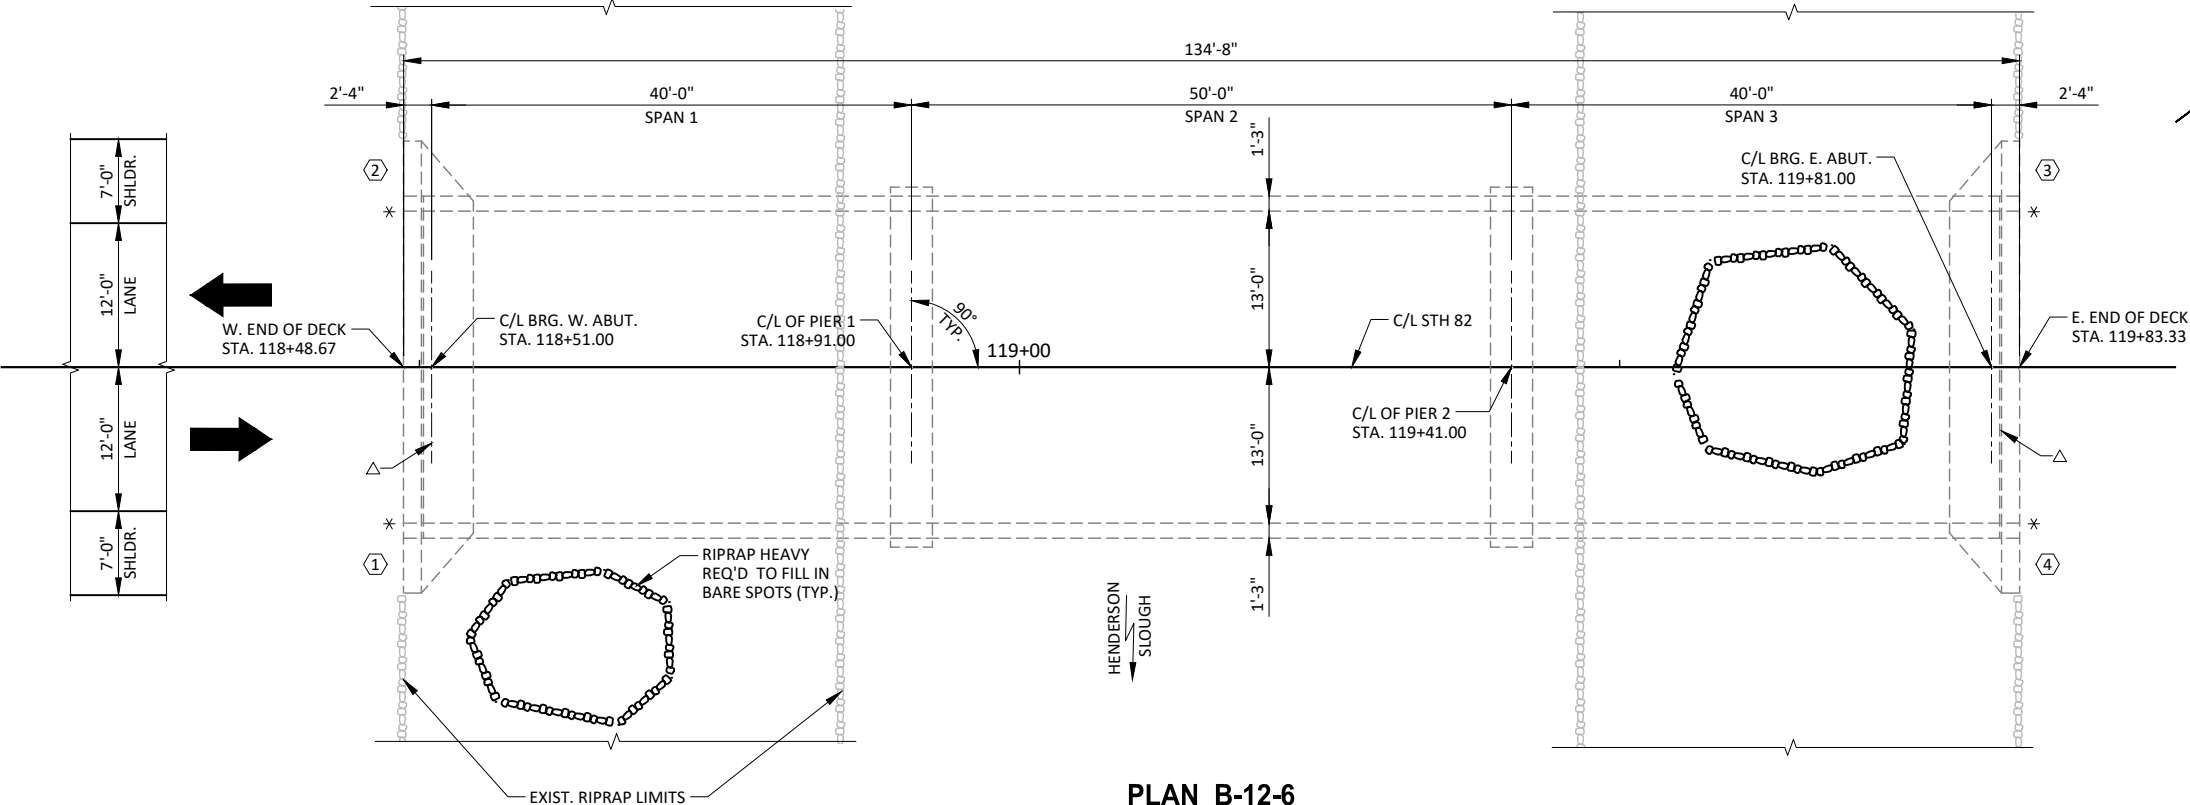 134'-8"
2'-4"
40'-0"
SPAN 1
50'-0"
SPAN 2
40'-0"
SPAN 3
2'-4"
1'-3"
7'-0"
SHLDR.
2
C/L BRG. E. ABUT.
STA. 119+81.00
3
12'-0"
LANE
13'-0"
W. END OF DECK
STA. 118+48.67
C/L BRG. W. ABUT.
STA. 118+51.00
C/L OF PIER 1
STA. 118+91.00
90°
TYP.
119+00
C/L STH 82
E. END OF DECK
STA. 119+83.33
12'-0"
LANE
13'-0"
C/L OF PIER 2
STA. 119+41.00
7'-0"
SHLDR.
1
RIPRAP HEAVY
REQ'D TO FILL IN
BARE SPOTS (TYP.)
1'-3"
4
HENDERSON
SLOUGH
EXIST. RIPRAP LIMITS
PLAN B-12-6